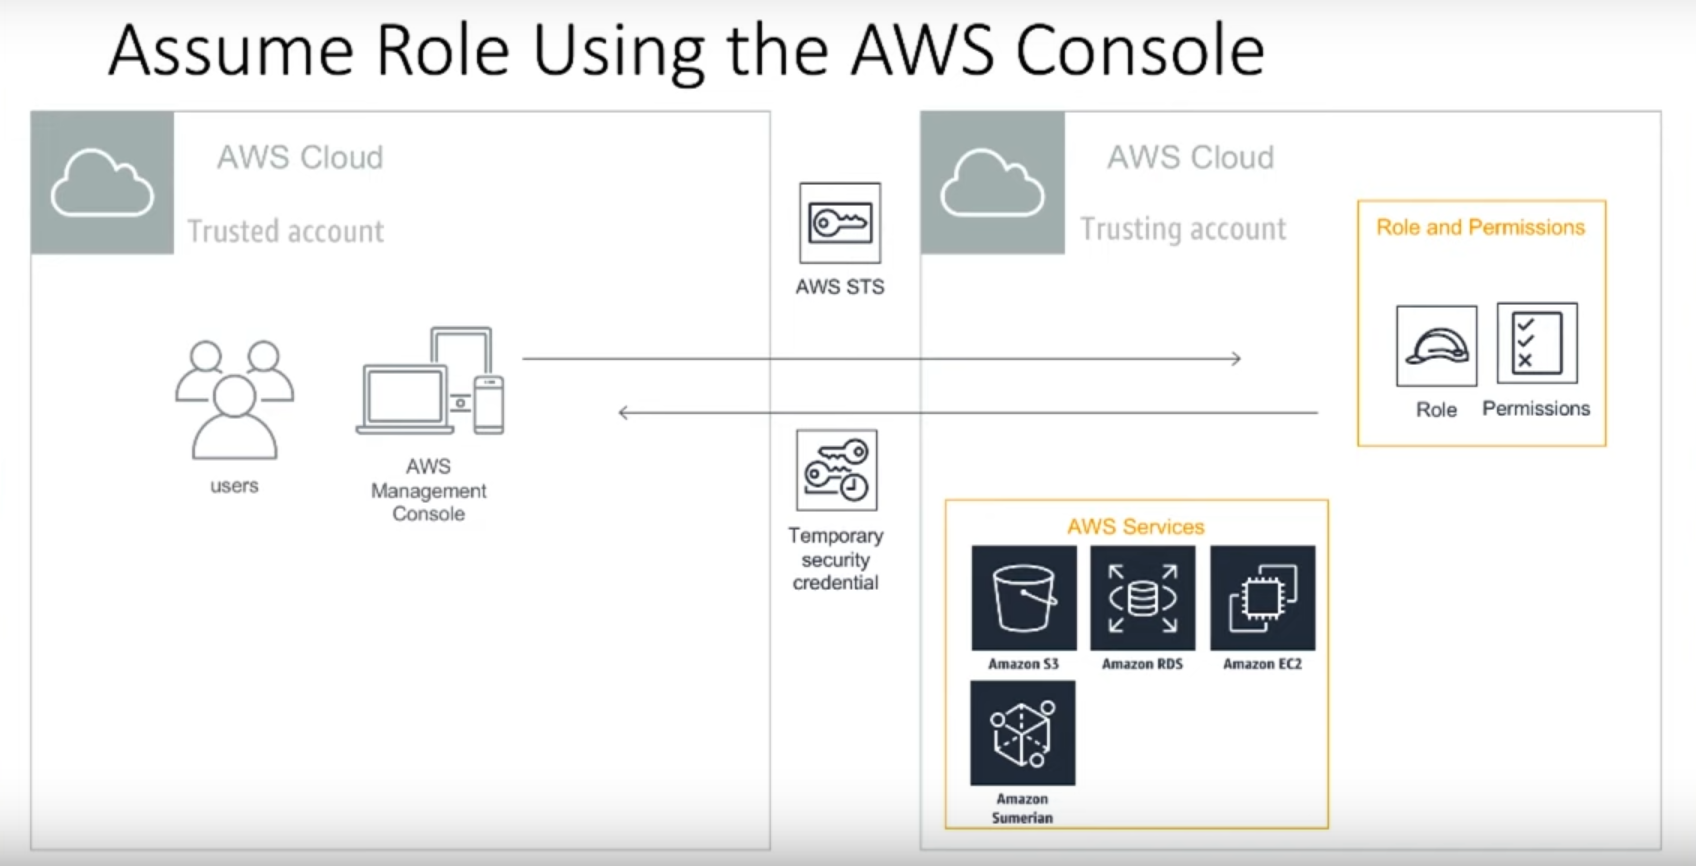 Assume Role Using the AWS Console
AWS Cloud
Trusted account
users
AWS
Management
Console
AWS STS
Temporary
security
credential
AWS Cloud
Trusting account
Role and Permissions
Role
Permissions
AWS Services
Amazon S3
Amazon RDS
Amazon EC2
Amazon
Sumerian